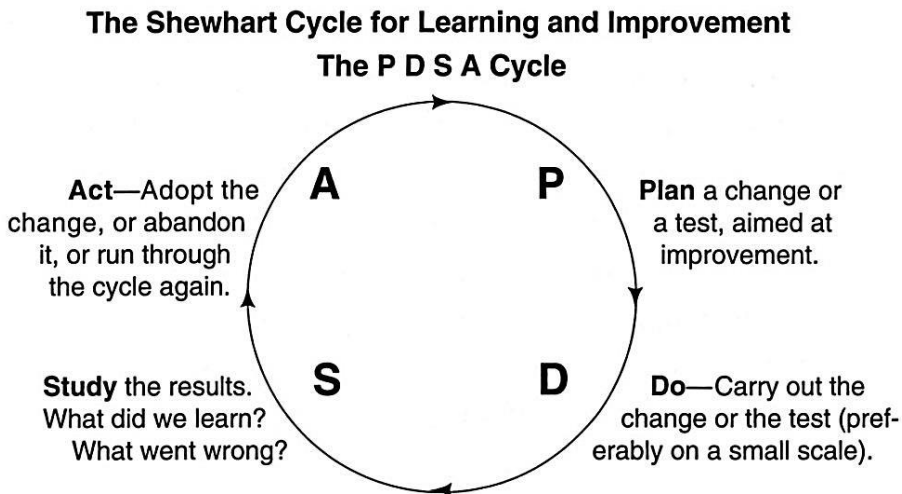 The Shewhart Cycle for Learning and Improvement
The P D S A Cycle
A
P
Act—Adopt the
change, or abandon
it, or run through
the cycle again.
Plan a change or
a test, aimed at
improvement.
S
D
Study the results.
What did we learn?
What went wrong?
Do—Carry out the
change or the test (pref-
erably on a small scale).